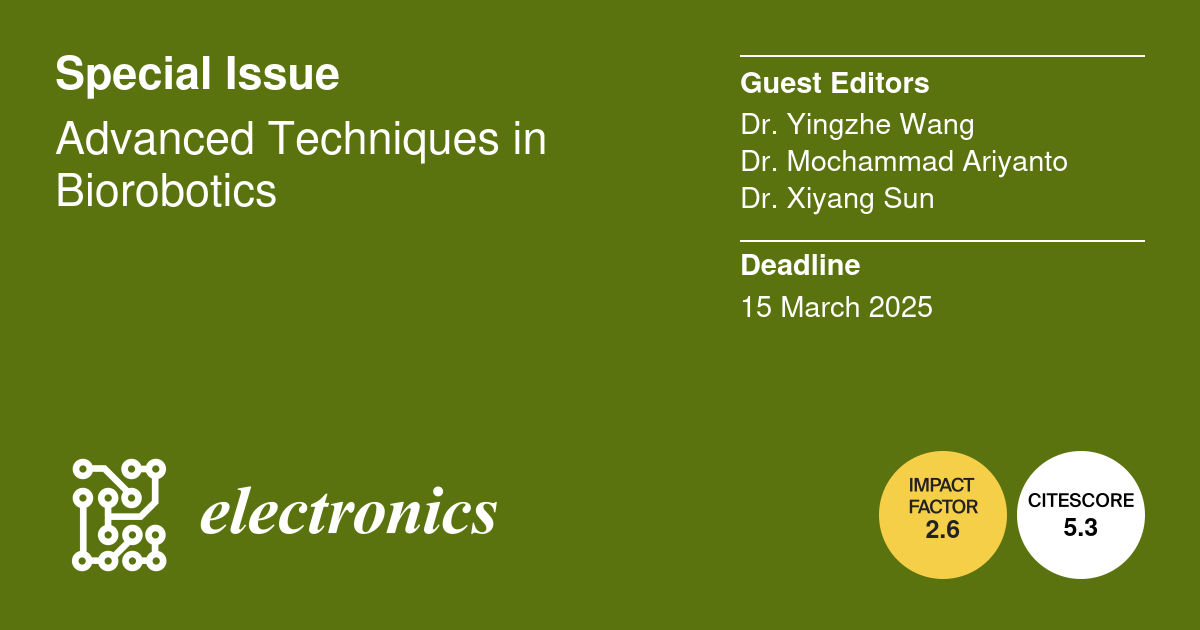 Special Issue
Advanced Techniques in
Biorobotics
Guest Editors
Dr. Yingzhe Wang
Dr. Mochammad Ariyanto
Dr. Xiyang Sun
Deadline
15 March 2025
electronics
IMPACT
FACTOR
2.6
CITESCORE
5.3